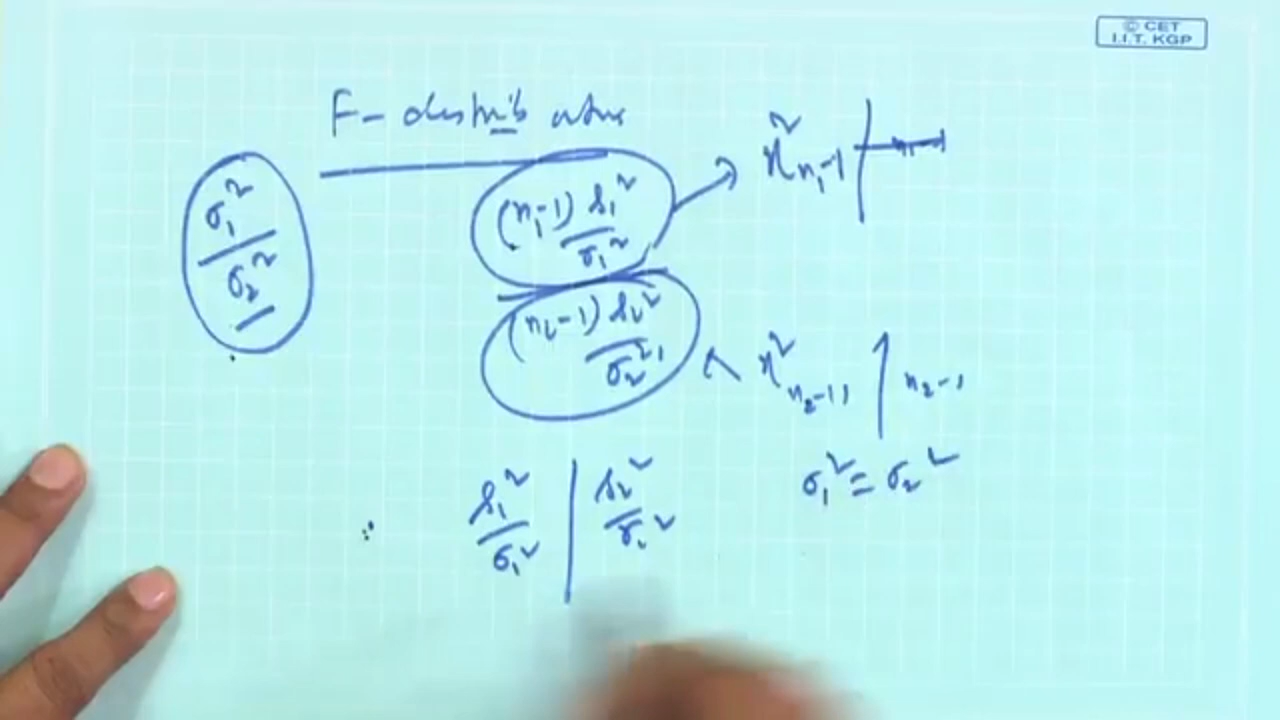 © CET
I.I.T. KGP
F-distribution
σ₁² / σ₂²
(n₁-1) s₁² / σ₁² → χ²ₙ₁₋₁
(n₂-1) s₂² / σ₂² χ²ₙ₂₋₁ | n₂-1
s₁² / σ₁² | s₂² / σ₂² σ₁² = σ₂²